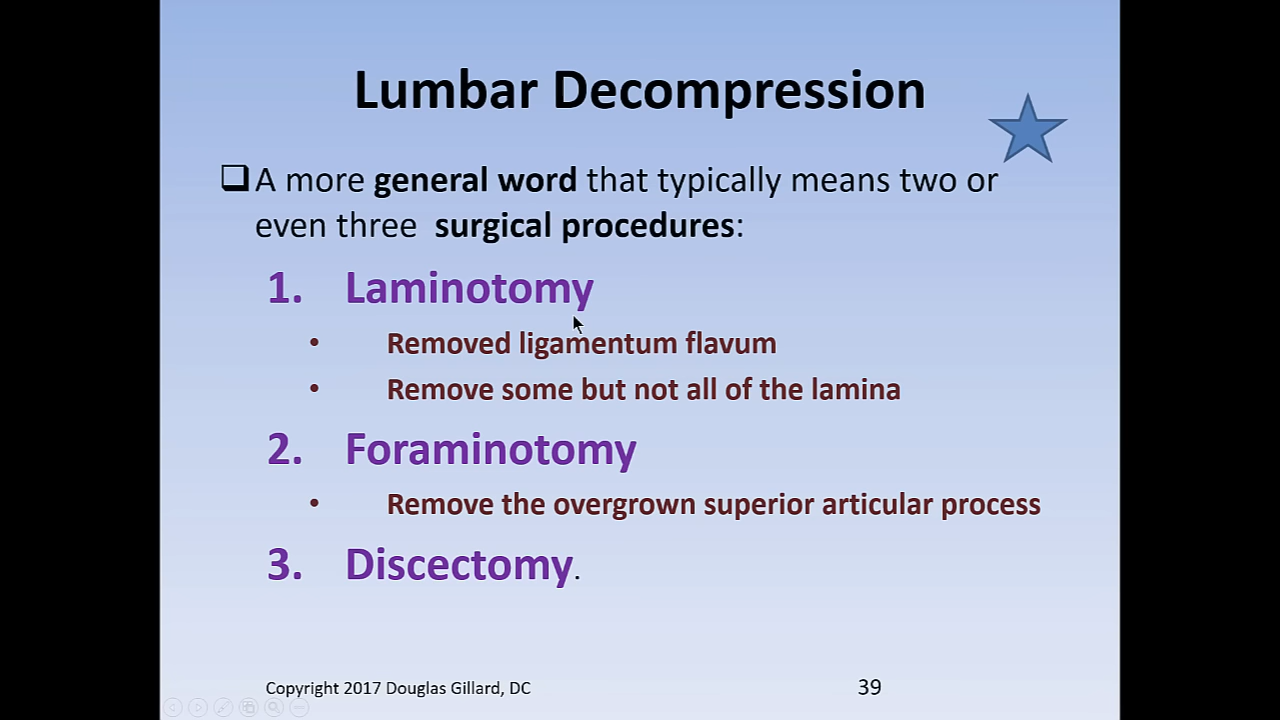 Lumbar Decompression
A more general word that typically means two or
even three surgical procedures:
1. Laminotomy
• Removed ligamentum flavum
• Remove some but not all of the lamina
2. Foraminotomy
• Remove the overgrown superior articular process
3. Discectomy.
Copyright 2017 Douglas Gillard, DC
39